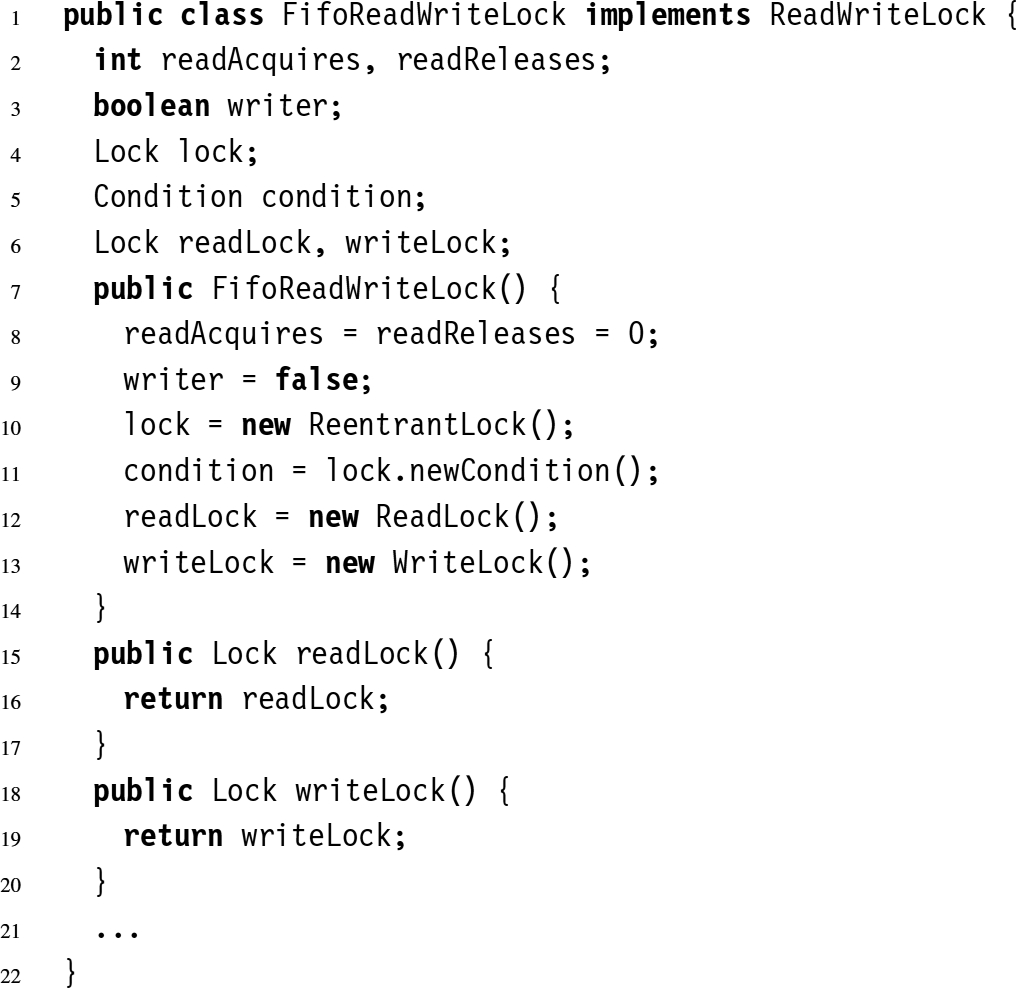 1 public class FifoReadWriteLock implements ReadWriteLock {
2 int readAcquires, readReleases;
3 boolean writer;
4 Lock lock;
5 Condition condition;
6 Lock readLock, writeLock;
7 public FifoReadWriteLock() {
8 readAcquires = readReleases = 0;
9 writer = false;
10 lock = new ReentrantLock();
11 condition = lock.newCondition();
12 readLock = new ReadLock();
13 writeLock = new WriteLock();
14 }
15 public Lock readLock() {
16 return readLock;
17 }
18 public Lock writeLock() {
19 return writeLock;
20 }
21 ...
22 }